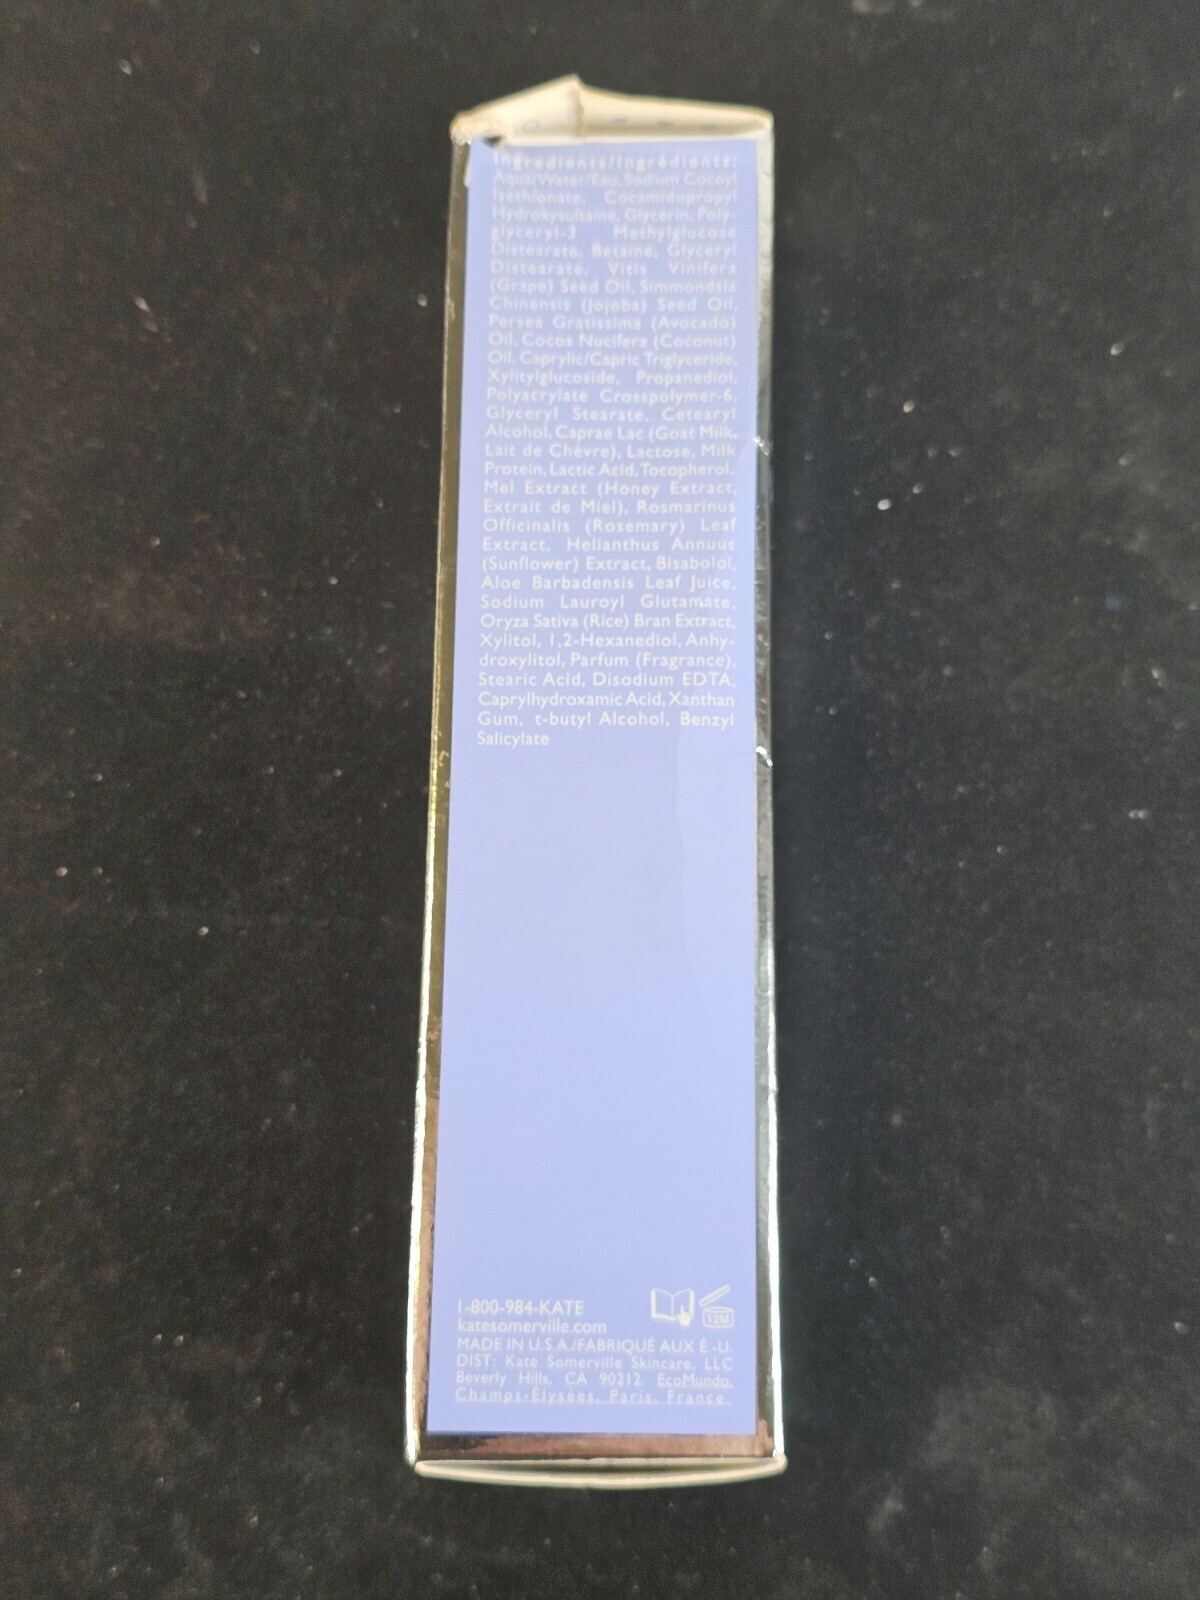 Ingredients/Ingrédients:
Aqua/Water/Eau, Sodium Cocoyl
Isethionate, Cocamidopropyl
Hydroxysultaine, Glycerin, Poly-
glyceryl-3 Methylglucose
Distearate, Betaine, Glyceryl
Distearate, Vitis Vinifera
(Grape) Seed Oil, Simmondsia
Chinensis (Jojoba) Seed Oil,
Persea Gratissima (Avocado)
Oil, Cocos Nucifera (Coconut)
Oil, Caprylic/Capric Triglyceride,
Xylitylglucoside, Propanediol,
Polyacrylate Crosspolymer-6,
Glyceryl Stearate, Cetearyl
Alcohol, Caprae Lac (Goat Milk,
Lait de Chèvre), Lactose, Milk
Protein, Lactic Acid, Tocopherol,
Mel Extract (Honey Extract,
Extrait de Miel), Rosmarinus
Officinalis (Rosemary) Leaf
Extract, Helianthus Annuus
(Sunflower) Extract, Bisabolol,
Aloe Barbadensis Leaf Juice,
Sodium Lauroyl Glutamate,
Oryza Sativa (Rice) Bran Extract,
Xylitol, 1,2-Hexanediol, Anhy-
droxylitol, Parfum (Fragrance),
Stearic Acid, Disodium EDTA,
Caprylhydroxamic Acid, Xanthan
Gum, t-butyl Alcohol, Benzyl
Salicylate
1-800-984-KATE
katesomerville.com
12M
MADE IN U.S.A./FABRIQUÉ AUX É.-U.
DIST: Kate Somerville Skincare, LLC
Beverly Hills, CA 90212. EcoMundo,
Champs-Élysées, Paris, France.